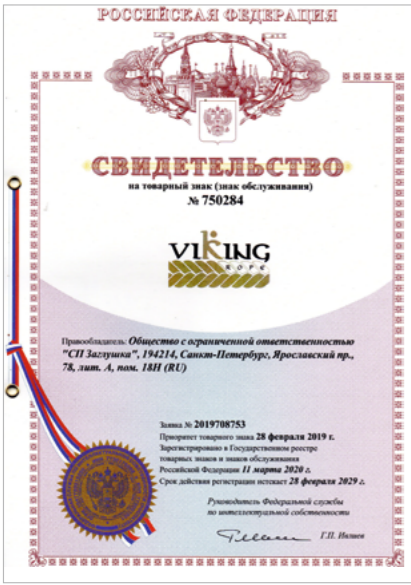 РОССИЙСКАЯ ФЕДЕРАЦИЯ
СВИДЕТЕЛЬСТВО
на товарный знак (знак обслуживания)
№ 750284
VIKING
ROPE
Правообладатель: Общество с ограниченной ответственностью
"СП Заглушка", 194214, Санкт-Петербург, Ярославский пр.,
78, лит. А, пом. 18Н (RU)
Заявка № 2019708753
Приоритет товарного знака 28 февраля 2019 г.
Зарегистрировано в Государственном реестре
товарных знаков и знаков обслуживания
Российской Федерации 11 марта 2020 г.
Срок действия регистрации истекает 28 февраля 2029 г.
Руководитель Федеральной службы
по интеллектуальной собственности
Г.П. Ивлиев